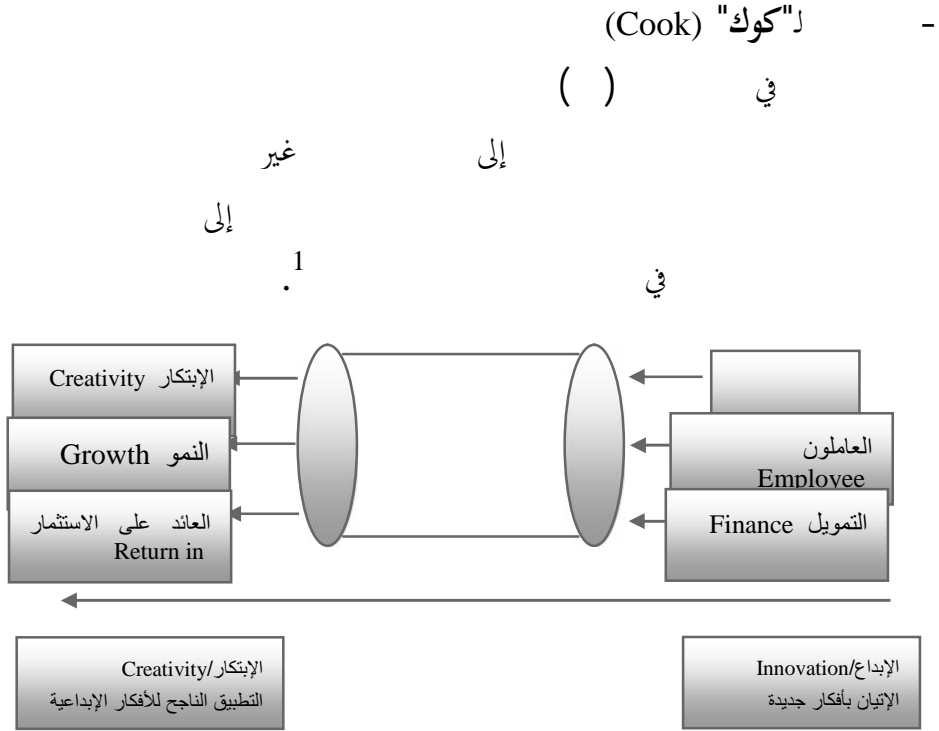 - لـ"كوك" (Cook)
في ( )
إلى غير
إلى
في 1.
العاملون
Employee
التمويل Finance
الإبتكار Creativity
النمو Growth
العائد على الاستثمار
Return in
الإبداع/Innovation
الإتيان بأفكار جديدة
الإبتكار/Creativity
التطبيق الناجح للأفكار الإبداعية